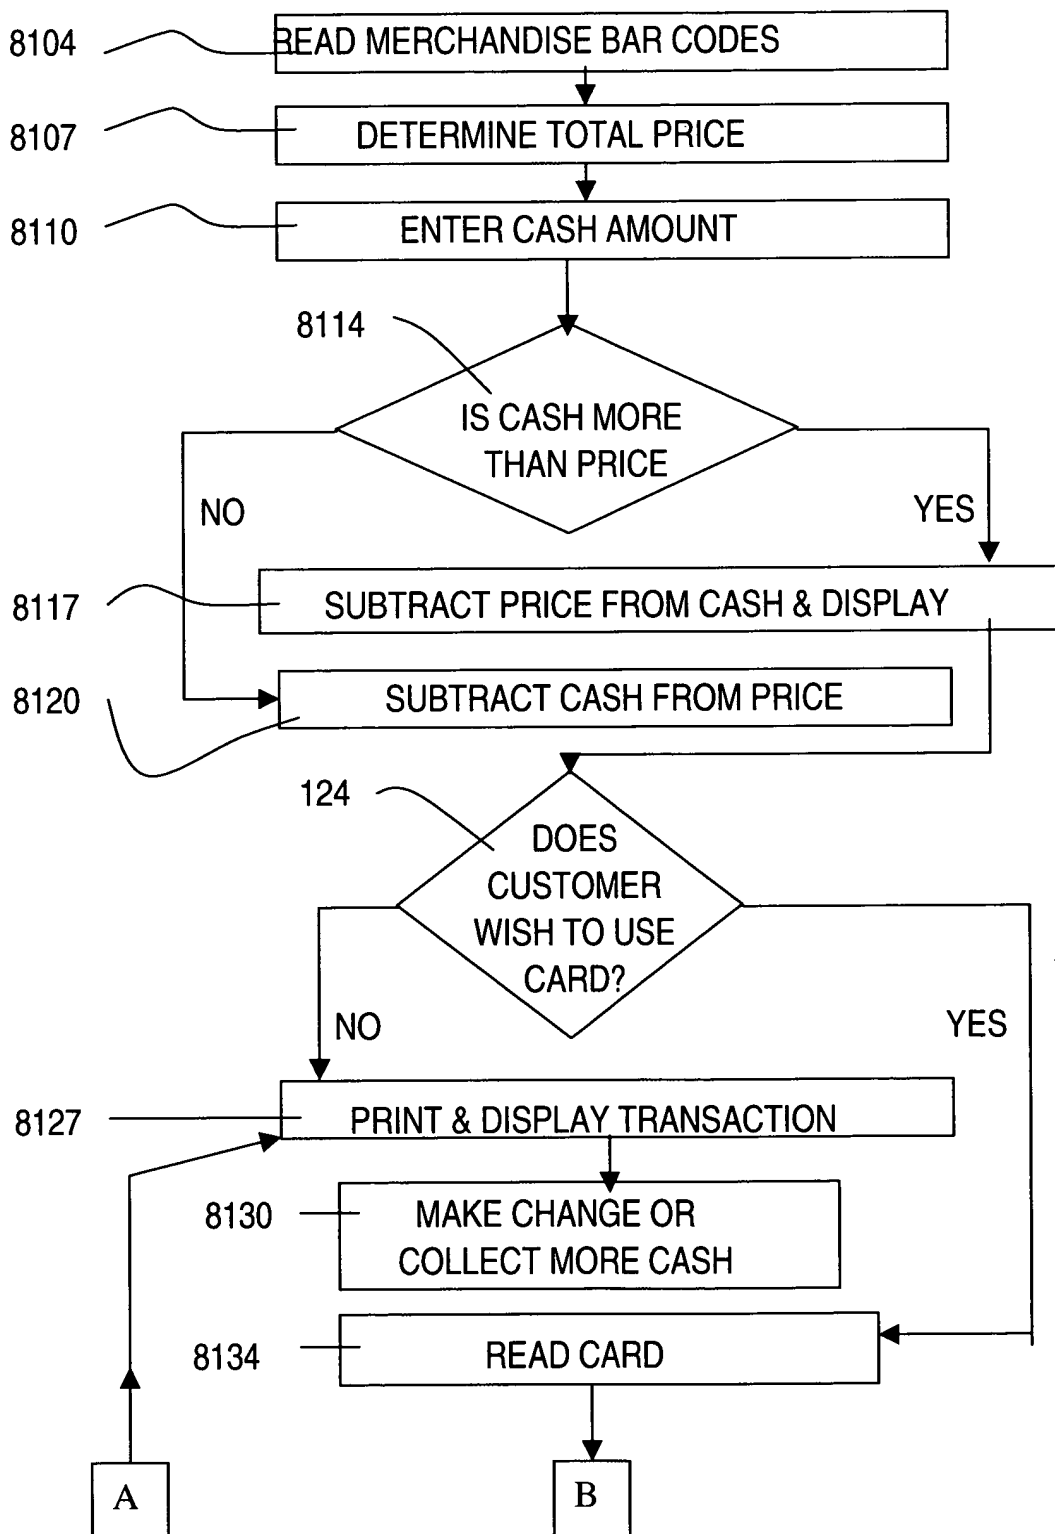 8104
READ MERCHANDISE BAR CODES
8107
DETERMINE TOTAL PRICE
8110
ENTER CASH AMOUNT
8114
IS CASH MORE
THAN PRICE
NO
YES
8117
SUBTRACT PRICE FROM CASH & DISPLAY
8120
SUBTRACT CASH FROM PRICE
124
DOES
CUSTOMER
WISH TO USE
CARD?
NO
YES
8127
PRINT & DISPLAY TRANSACTION
8130
MAKE CHANGE OR
COLLECT MORE CASH
8134
READ CARD
A
B